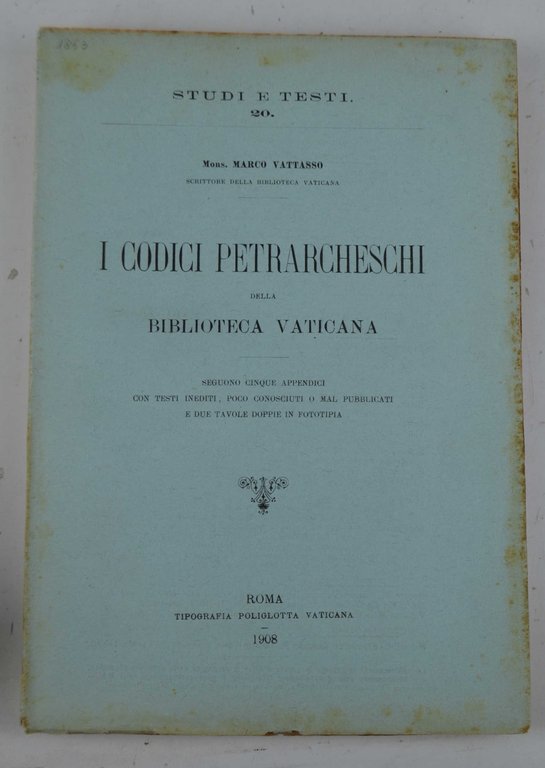 STUDI E TESTI.
20.
Mons. MARCO VATTASSO
SCRITTORE DELLA BIBLIOTECA VATICANA
I CODICI PETRARCHESCHI
DELLA
BIBLIOTECA VATICANA
SEGUONO CINQUE APPENDICI
CON TESTI INEDITI, POCO CONOSCIUTI O MAL PUBBLICATI
E DUE TAVOLE DOPPIE IN FOTOTIPIA
ROMA
TIPOGRAFIA POLIGLOTTA VATICANA
1908